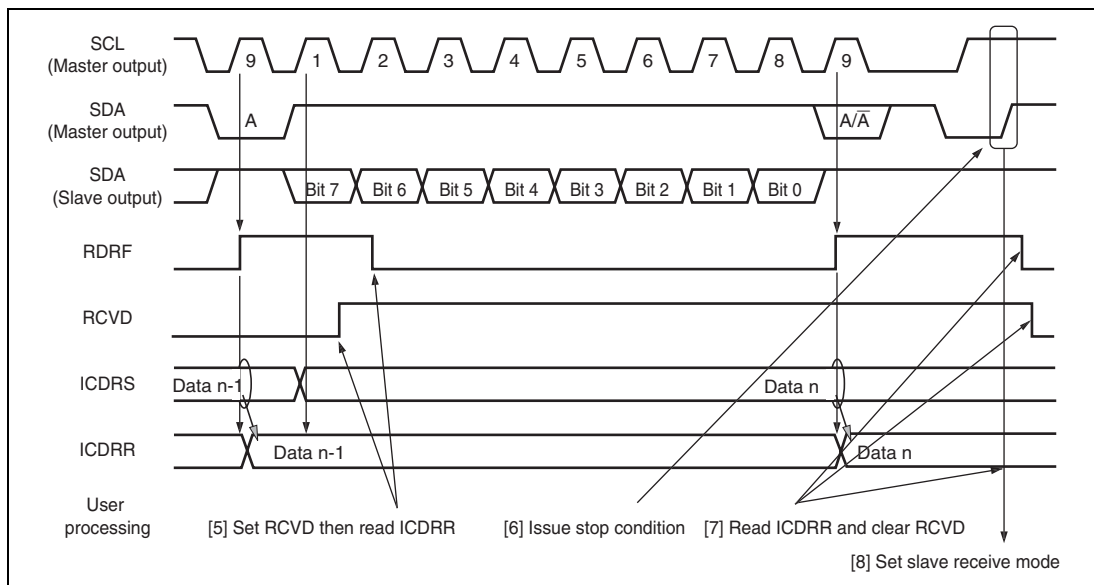 SCL
(Master output)
9 1 2 3 4 5 6 7 8 9
SDA
(Master output)
A A/A̅
SDA
(Slave output)
Bit 7 Bit 6 Bit 5 Bit 4 Bit 3 Bit 2 Bit 1 Bit 0
RDRF
RCVD
ICDRS
Data n-1 Data n
ICDRR
Data n-1 Data n
User
processing
[5] Set RCVD then read ICDRR [6] Issue stop condition [7] Read ICDRR and clear RCVD
[8] Set slave receive mode